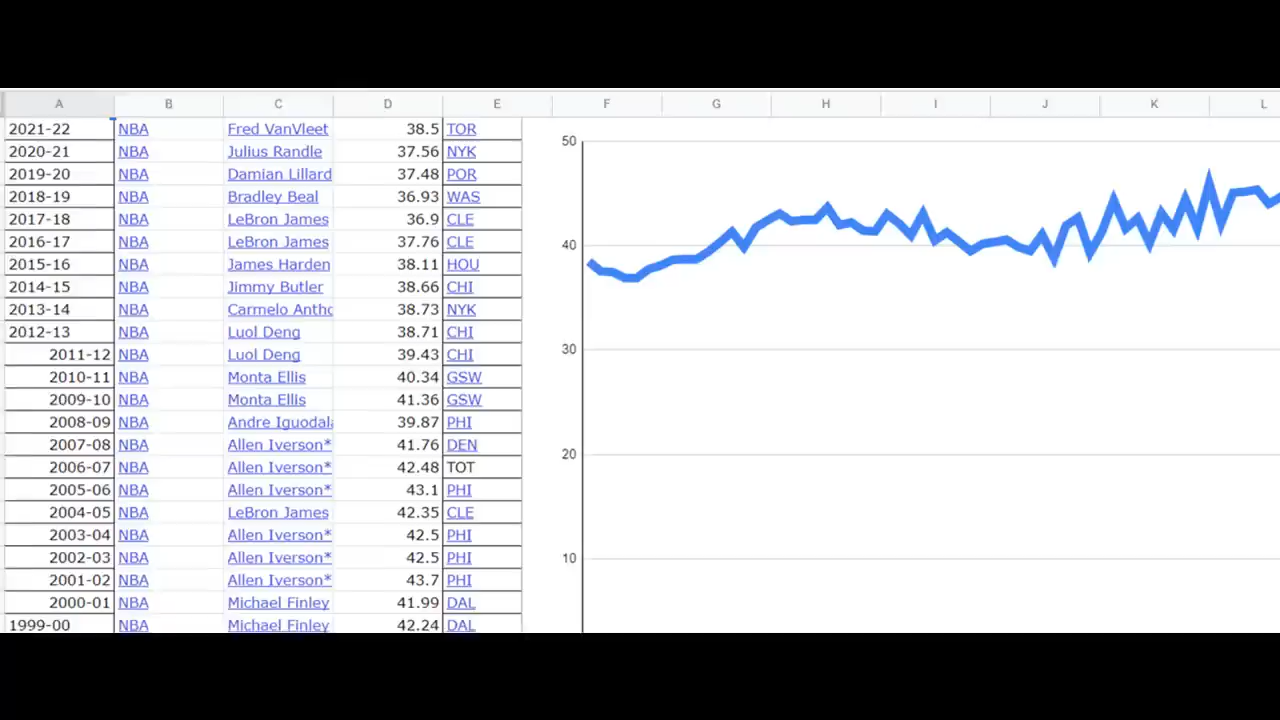 A B C D E F G H I J K L
2021-22 NBA Fred VanVleet 38.5 TOR
2020-21 NBA Julius Randle 37.56 NYK
2019-20 NBA Damian Lillard 37.48 POR
2018-19 NBA Bradley Beal 36.93 WAS
2017-18 NBA LeBron James 36.9 CLE
2016-17 NBA LeBron James 37.76 CLE
2015-16 NBA James Harden 38.11 HOU
2014-15 NBA Jimmy Butler 38.66 CHI
2013-14 NBA Carmelo Antho 38.73 NYK
2012-13 NBA Luol Deng 38.71 CHI
2011-12 NBA Luol Deng 39.43 CHI
2010-11 NBA Monta Ellis 40.34 GSW
2009-10 NBA Monta Ellis 41.36 GSW
2008-09 NBA Andre Iguodala 39.87 PHI
2007-08 NBA Allen Iverson* 41.76 DEN
2006-07 NBA Allen Iverson* 42.48 TOT
2005-06 NBA Allen Iverson* 43.1 PHI
2004-05 NBA LeBron James 42.35 CLE
2003-04 NBA Allen Iverson* 42.5 PHI
2002-03 NBA Allen Iverson* 42.5 PHI
2001-02 NBA Allen Iverson* 43.7 PHI
2000-01 NBA Michael Finley 41.99 DAL
1999-00 NBA Michael Finley 42.24 DAL
50
40
30
20
10